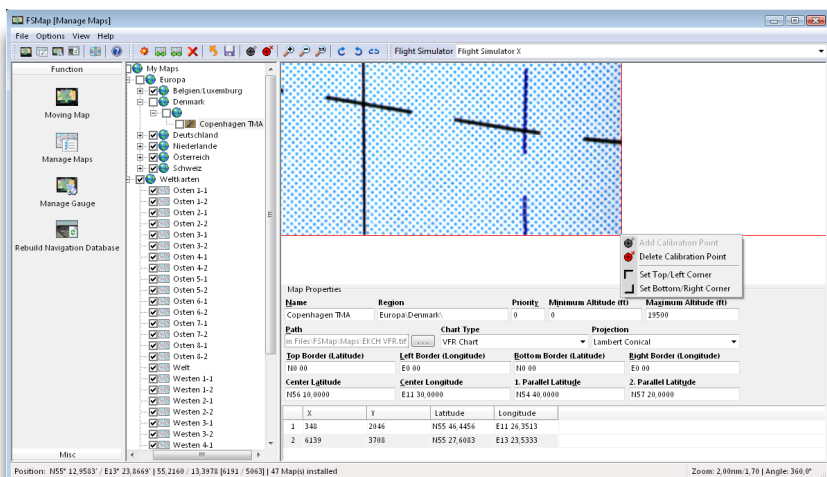 FSMap [Manage Maps]
File Options View Help
Flight Simulator Flight Simulator X
Function
Moving Map
Manage Maps
Manage Gauge
Rebuild Navigation Database
Misc
My Maps
Europa
Belgien/Luxemburg
Denmark
Copenhagen TMA
Deutschland
Niederlande
Österreich
Schweiz
Weltkarten
Osten 1-1
Osten 1-2
Osten 2-1
Osten 2-2
Osten 3-1
Osten 3-2
Osten 4-1
Osten 4-2
Osten 5-1
Osten 5-2
Osten 6-1
Osten 6-2
Osten 7-1
Osten 7-2
Osten 8-1
Osten 8-2
Welt
Westen 1-1
Westen 1-2
Westen 2-1
Westen 2-2
Westen 3-1
Westen 3-2
Westen 4-1
Add Calibration Point
Delete Calibration Point
Set Top/Left Corner
Set Bottom/Right Corner
Map Properties
Name Region Priority Minimum Altitude (ft) Maximum Altitude (ft)
Copenhagen TMA Europa\Denmark\ 0 0 19500
Path Chart Type Projection
m Files\FSMap\Maps\EKCH VFR.tif ... VFR Chart Lambert Conical
Top Border (Latitude) Left Border (Longitude) Bottom Border (Latitude) Right Border (Longitude)
N0 00 E0 00 N0 00 E0 00
Center Latitude Center Longitude 1. Parallel Latitude 2. Parallel Latitude
N56 10,0000 E11 30,0000 N54 40,0000 N57 20,0000
X Y Latitude Longitude
1 348 2046 N55 46,4456 E11 26,3513
2 6139 3708 N55 27,6083 E13 23,5333
Position: N55° 12,9583' / E13° 23,8669' | 55,2160 / 13,3978 [6191 / 5063] | 47 Map(s) installed
Zoom: 2,00nm/1,70 | Angle: 360,0°